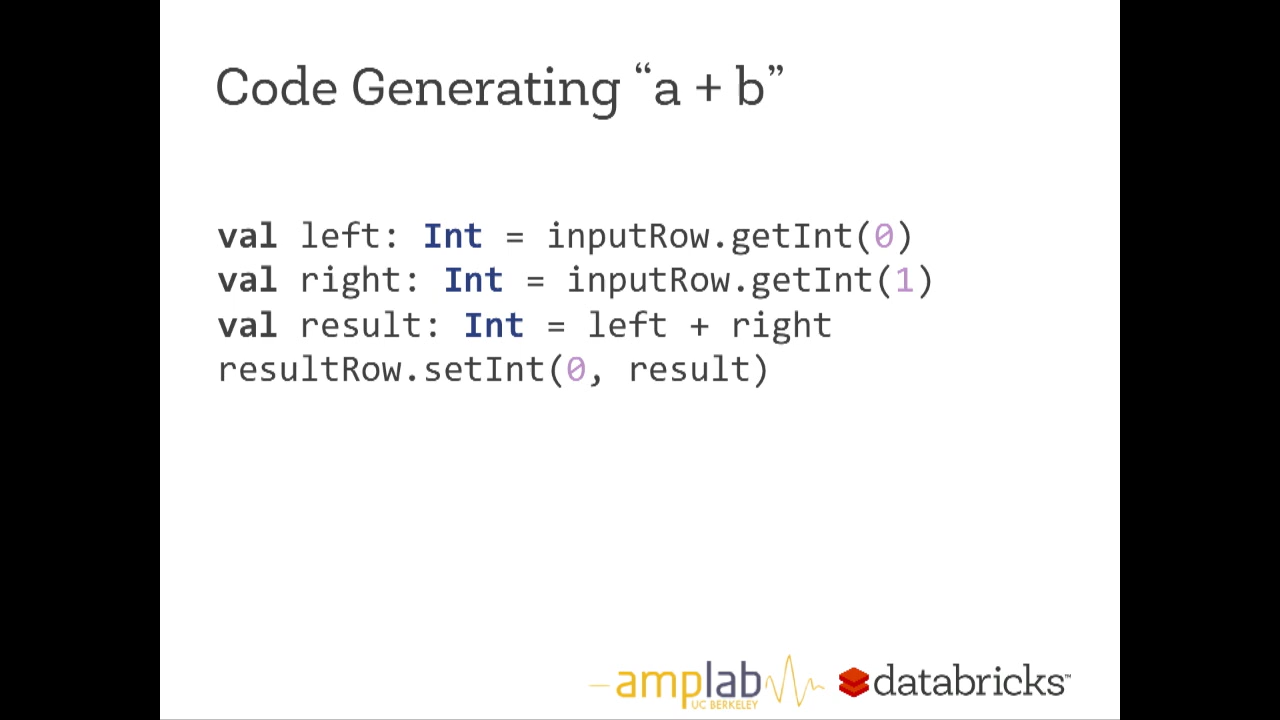 Code Generating “a + b”
val left: Int = inputRow.getInt(0)
val right: Int = inputRow.getInt(1)
val result: Int = left + right
resultRow.setInt(0, result)
amplab
UC BERKELEY
databricks™